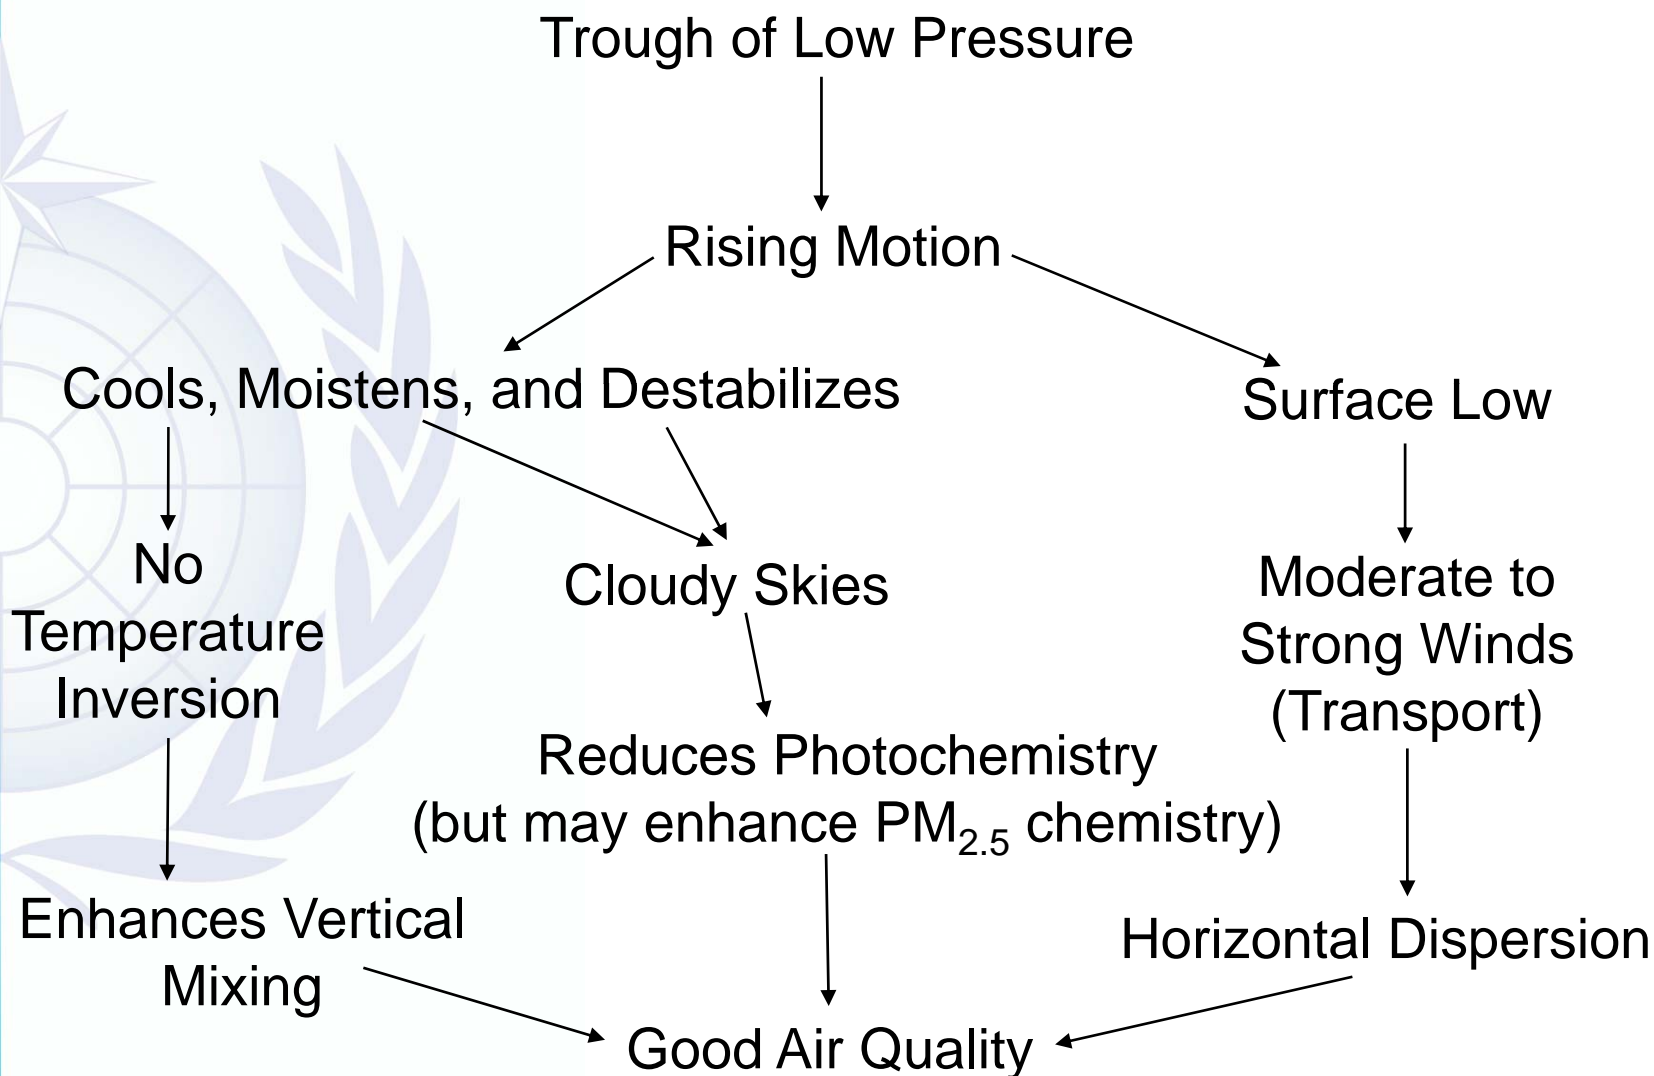 Trough of Low Pressure
Rising Motion
Cools, Moistens, and Destabilizes
Surface Low
No
Temperature
Inversion
Cloudy Skies
Moderate to
Strong Winds
(Transport)
Reduces Photochemistry
(but may enhance PM₂.₅ chemistry)
Enhances Vertical
Mixing
Horizontal Dispersion
Good Air Quality